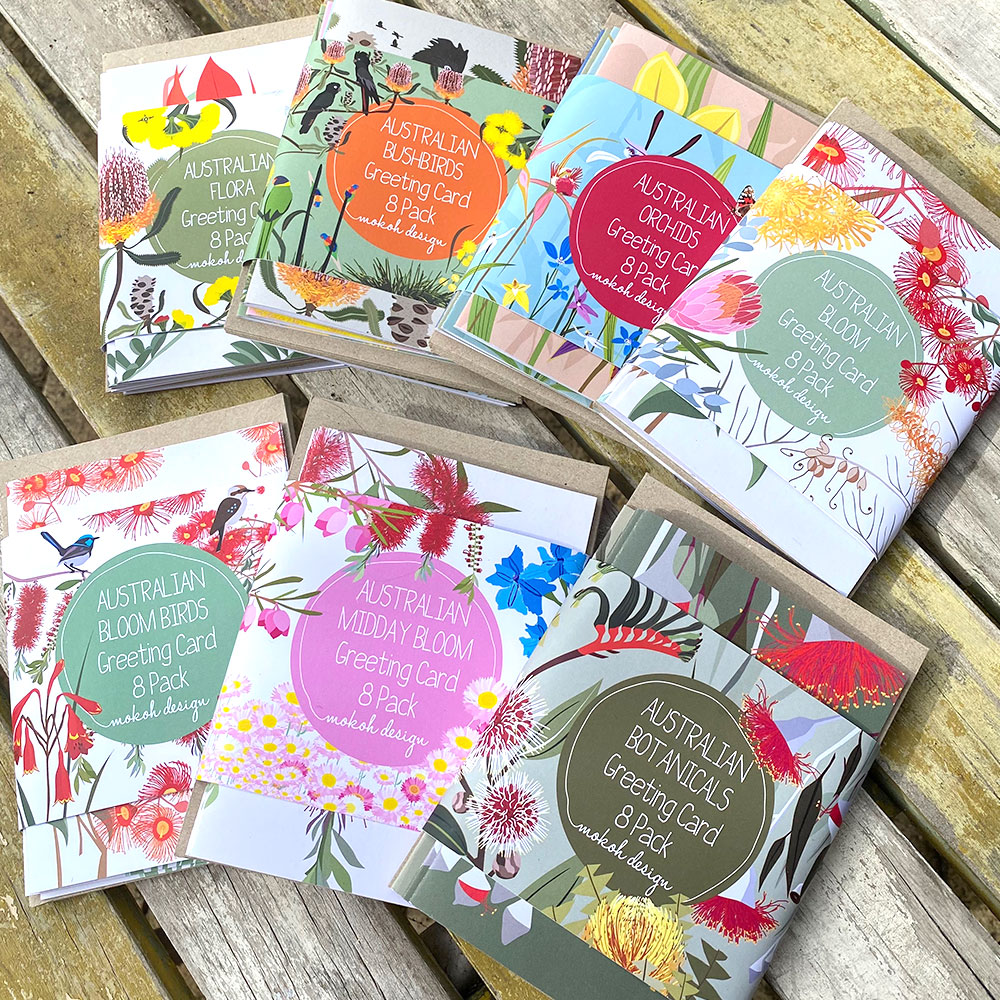 AUSTRALIAN
FLORA
Greeting Card
8 Pack
mokoh design
AUSTRALIAN
BUSHBIRDS
Greeting Card
8 Pack
mokoh design
AUSTRALIAN
ORCHIDS
Greeting Card
8 Pack
mokoh design
AUSTRALIAN
BLOOM
Greeting Card
8 Pack
mokoh design
AUSTRALIAN
BLOOM BIRDS
Greeting Card
8 Pack
mokoh design
AUSTRALIAN
MIDDAY BLOOM
Greeting Card
8 Pack
mokoh design
AUSTRALIAN
BOTANICALS
Greeting Card
8 Pack
mokoh design